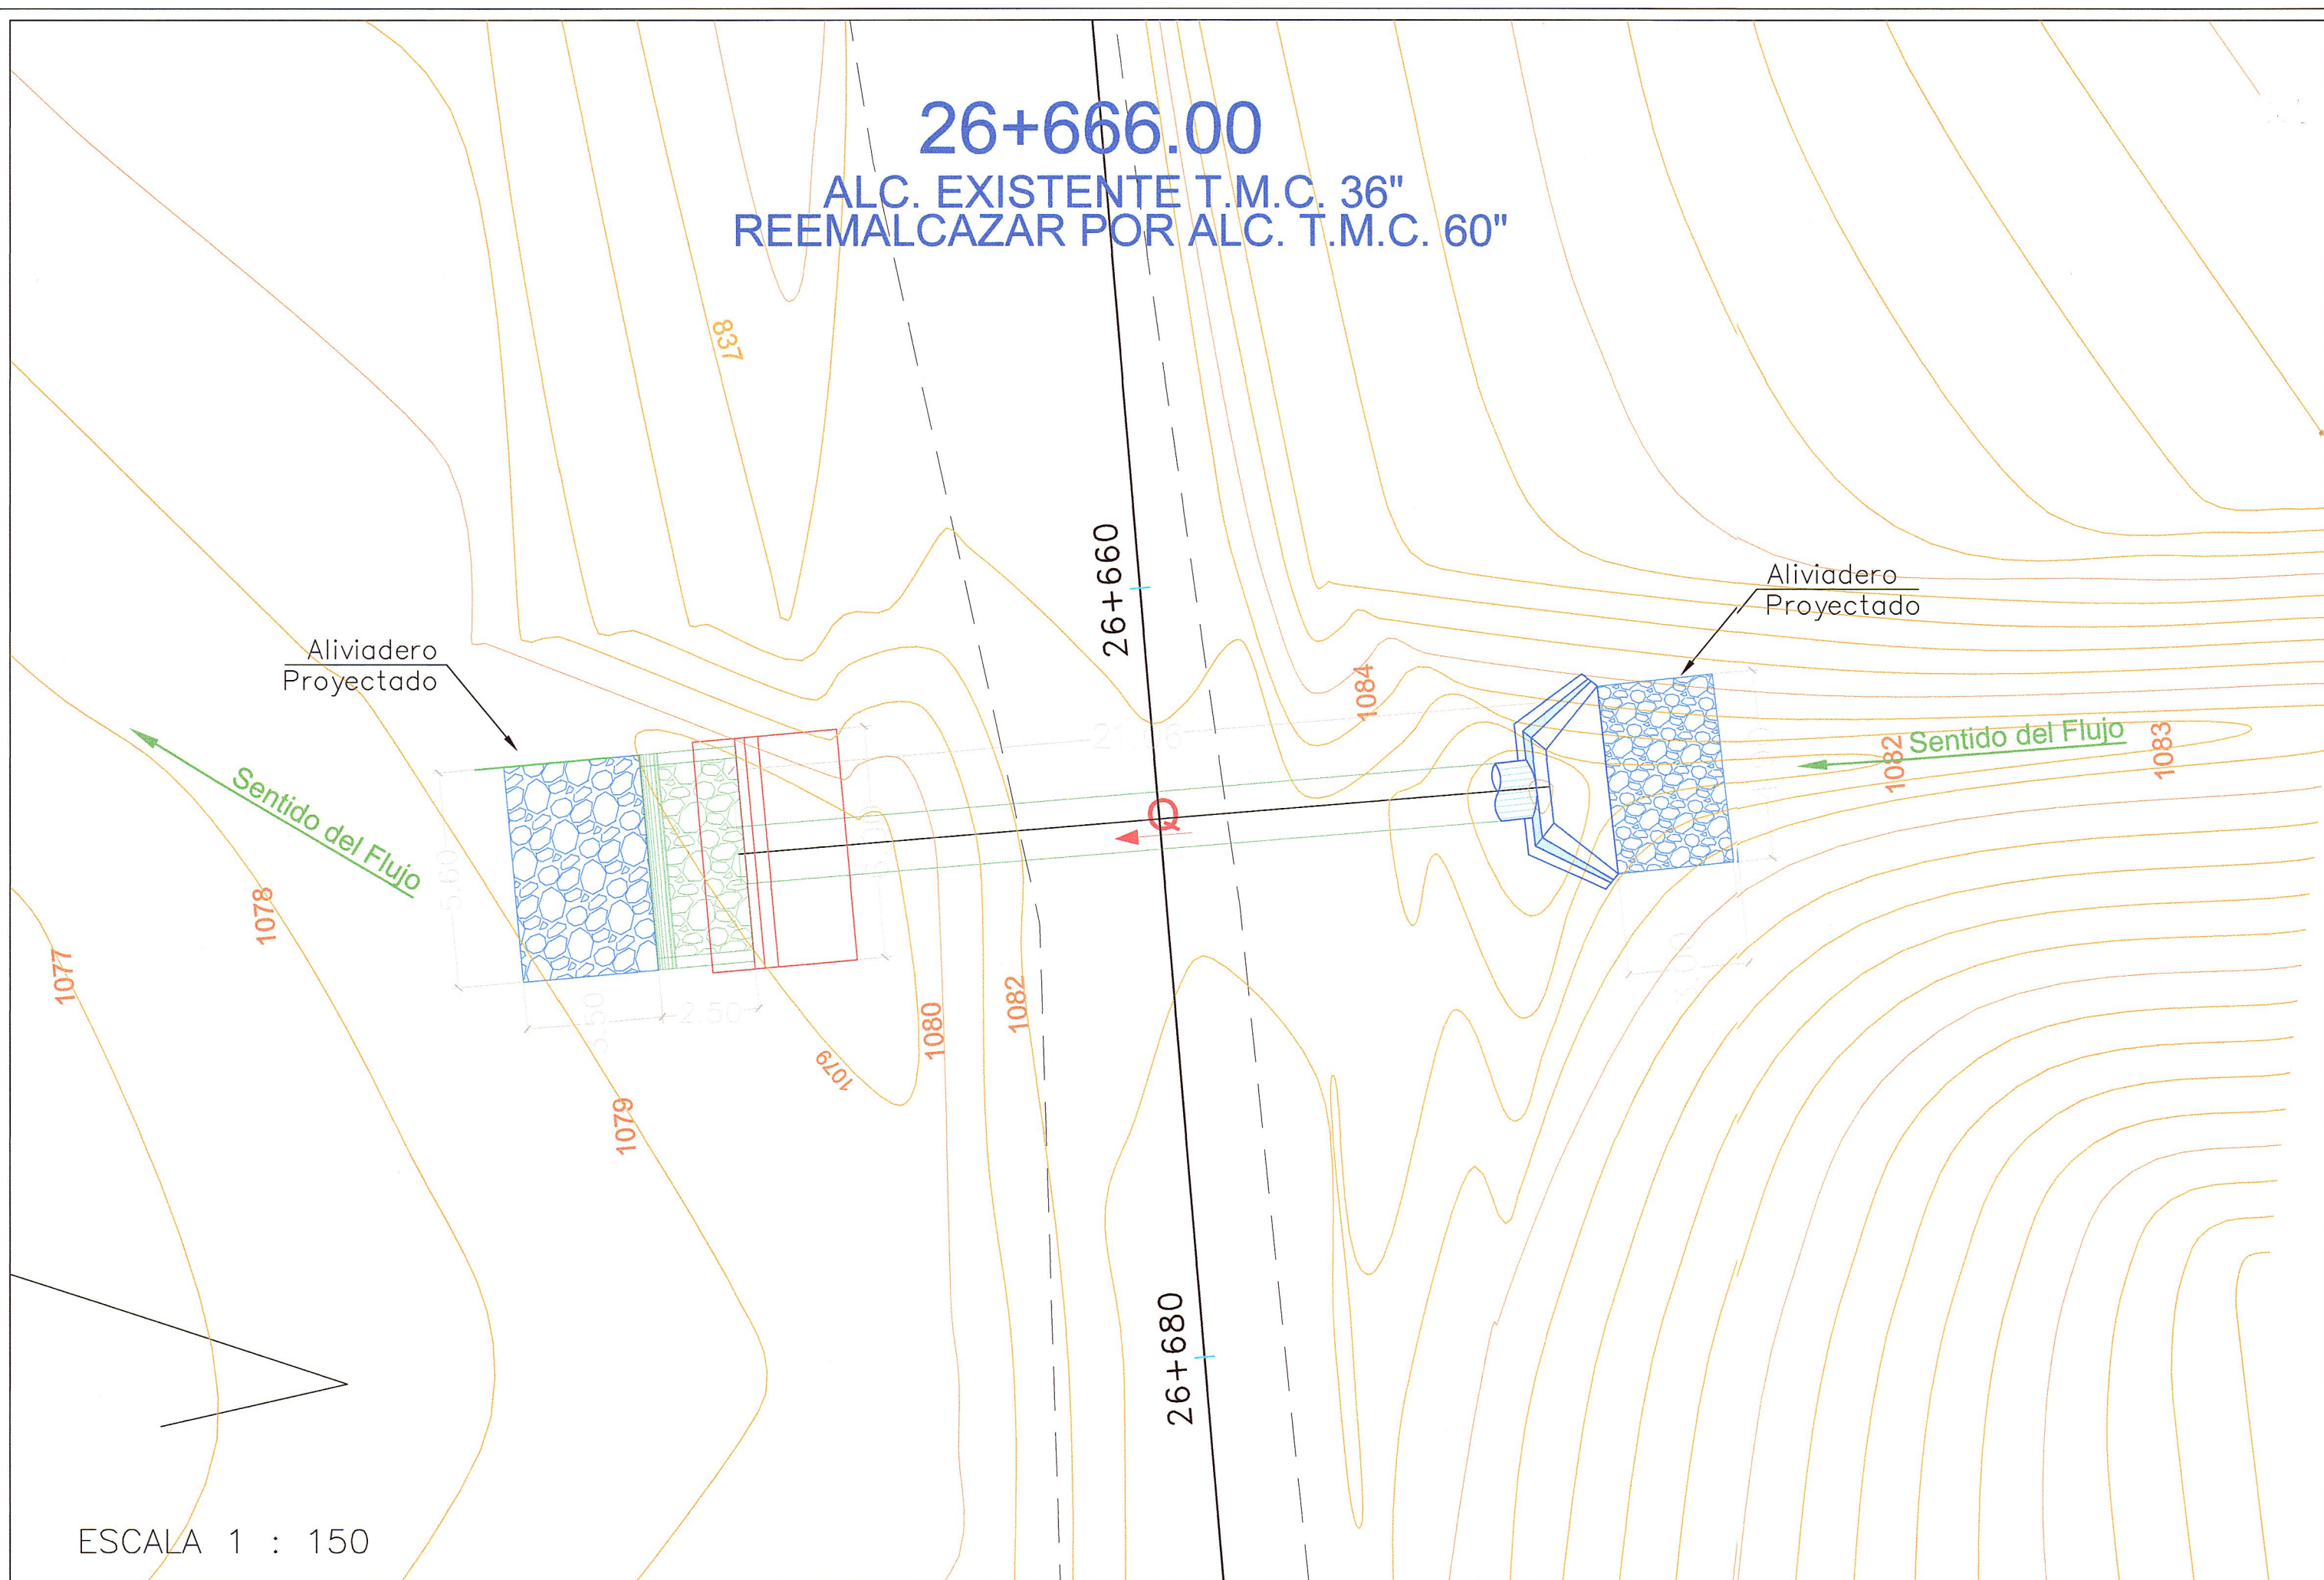 26+666.00
ALC. EXISTENTE T.M.C. 36"
REEMALCAZAR POR ALC. T.M.C. 60"
837
26+660
Aliviadero
Proyectado
Aliviadero
Proyectado
1084
Sentido del Flujo
1082
1083
21.06
Q
Sentido del Flujo
5.60
1078
1077
2.50
1080
1082
1079
1079
26+680
ESCALA 1 : 150